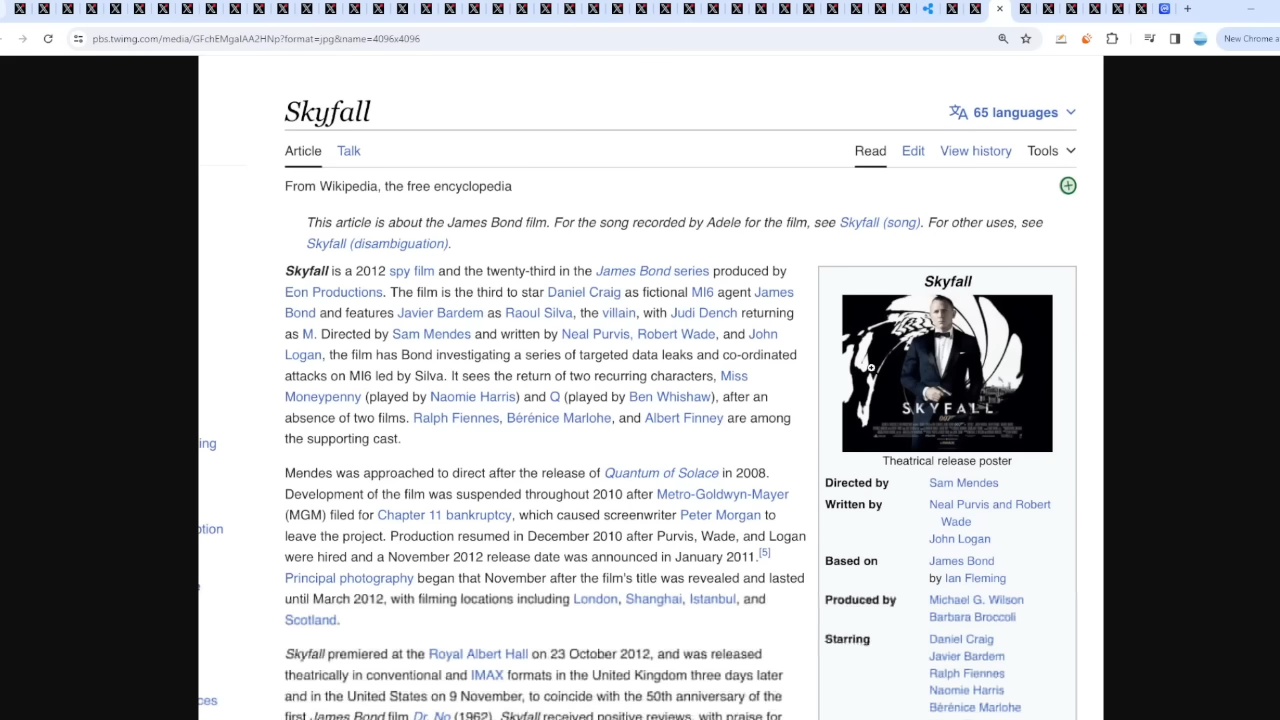 pbs.twimg.com/media/GFchEMgaIAA2HNp?format=jpg&name=4096x4096
New Chrome a
Skyfall
65 languages
Article Talk
Read Edit View history Tools
From Wikipedia, the free encyclopedia
This article is about the James Bond film. For the song recorded by Adele for the film, see Skyfall (song). For other uses, see
Skyfall (disambiguation).
Skyfall is a 2012 spy film and the twenty-third in the James Bond series produced by
Eon Productions. The film is the third to star Daniel Craig as fictional MI6 agent James
Bond and features Javier Bardem as Raoul Silva, the villain, with Judi Dench returning
as M. Directed by Sam Mendes and written by Neal Purvis, Robert Wade, and John
Logan, the film has Bond investigating a series of targeted data leaks and co-ordinated
attacks on MI6 led by Silva. It sees the return of two recurring characters, Miss
Moneypenny (played by Naomie Harris) and Q (played by Ben Whishaw), after an
absence of two films. Ralph Fiennes, Bérénice Marlohe, and Albert Finney are among
the supporting cast.
Mendes was approached to direct after the release of Quantum of Solace in 2008.
Development of the film was suspended throughout 2010 after Metro-Goldwyn-Mayer
(MGM) filed for Chapter 11 bankruptcy, which caused screenwriter Peter Morgan to
leave the project. Production resumed in December 2010 after Purvis, Wade, and Logan
were hired and a November 2012 release date was announced in January 2011.[5]
Principal photography began that November after the film's title was revealed and lasted
until March 2012, with filming locations including London, Shanghai, Istanbul, and
Scotland.
Skyfall premiered at the Royal Albert Hall on 23 October 2012, and was released
theatrically in conventional and IMAX formats in the United Kingdom three days later
and in the United States on 9 November, to coincide with the 50th anniversary of the
first James Bond film Dr. No (1962). Skyfall received positive reviews, with praise for
ing
ption
e
ces
Skyfall
SKYFALL
007
Theatrical release poster
Directed by Sam Mendes
Written by Neal Purvis and Robert
Wade
John Logan
Based on James Bond
by Ian Fleming
Produced by Michael G. Wilson
Barbara Broccoli
Starring Daniel Craig
Javier Bardem
Ralph Fiennes
Naomie Harris
Bérénice Marlohe